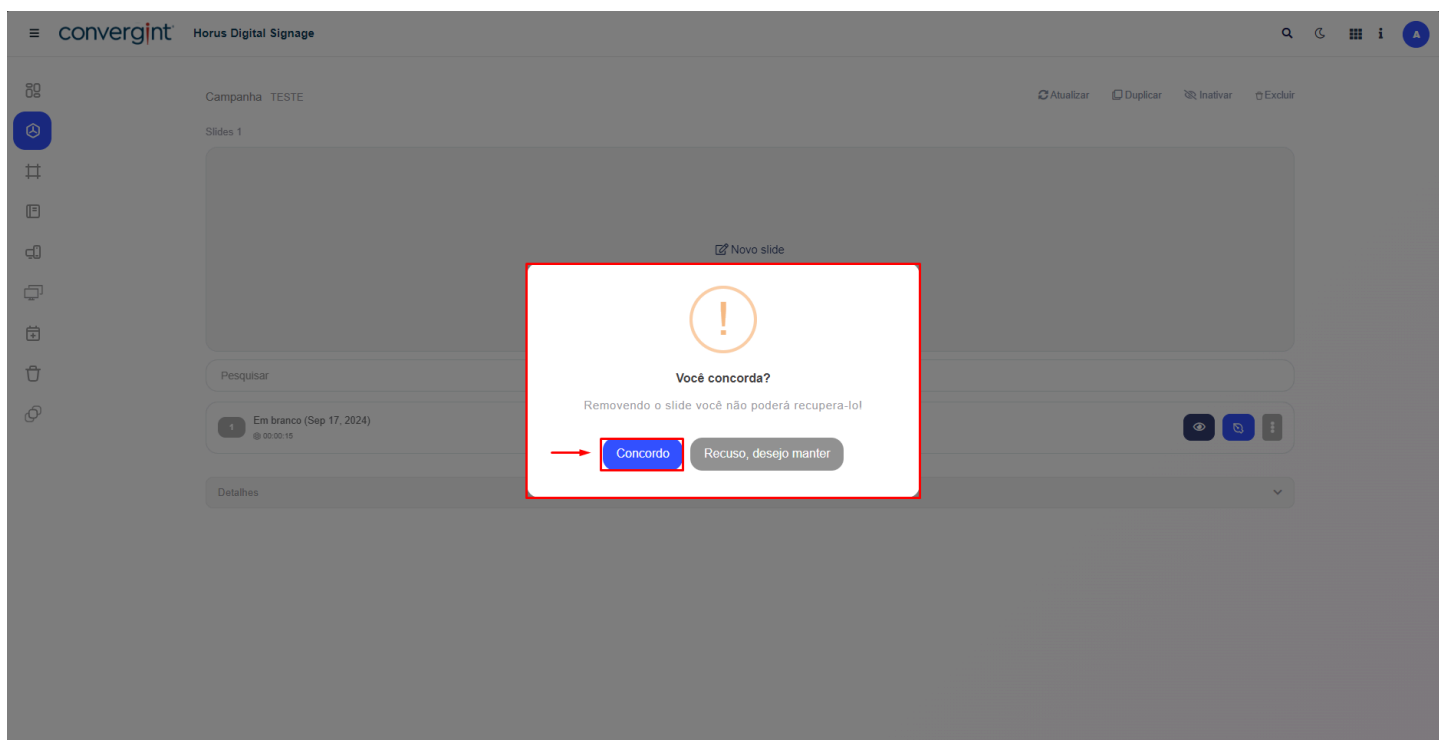 convergint Horus Digital Signage i A
Campanha TESTE Atualizar Duplicar Inativar Excluir
Slides 1
Novo slide
!
Você concorda?
Pesquisar
Removendo o slide você não poderá recupera-lo!
1 Em branco (Sep 17, 2024)
00:00:15
Concordo Recuso, desejo manter
Detalhes